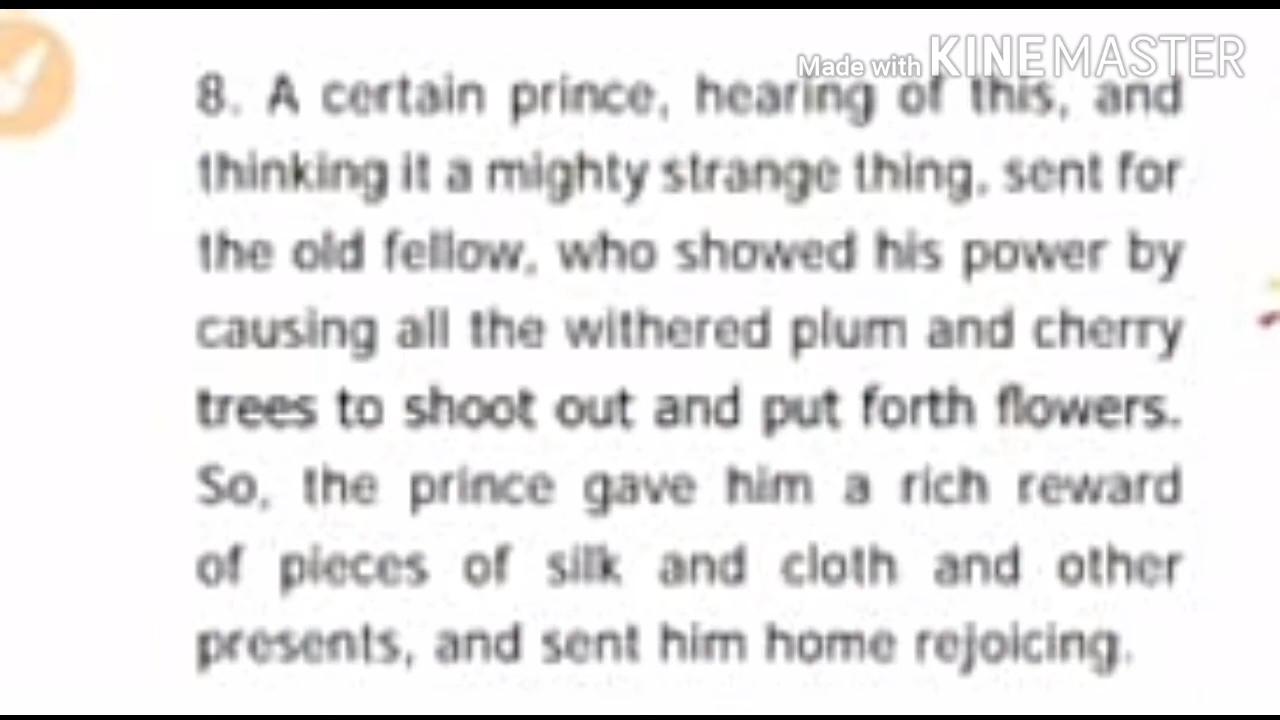 Made with KINEMASTER
8. A certain prince, hearing of this, and
thinking it a mighty strange thing, sent for
the old fellow, who showed his power by
causing all the withered plum and cherry
trees to shoot out and put forth flowers.
So, the prince gave him a rich reward
of pieces of silk and cloth and other
presents, and sent him home rejoicing.